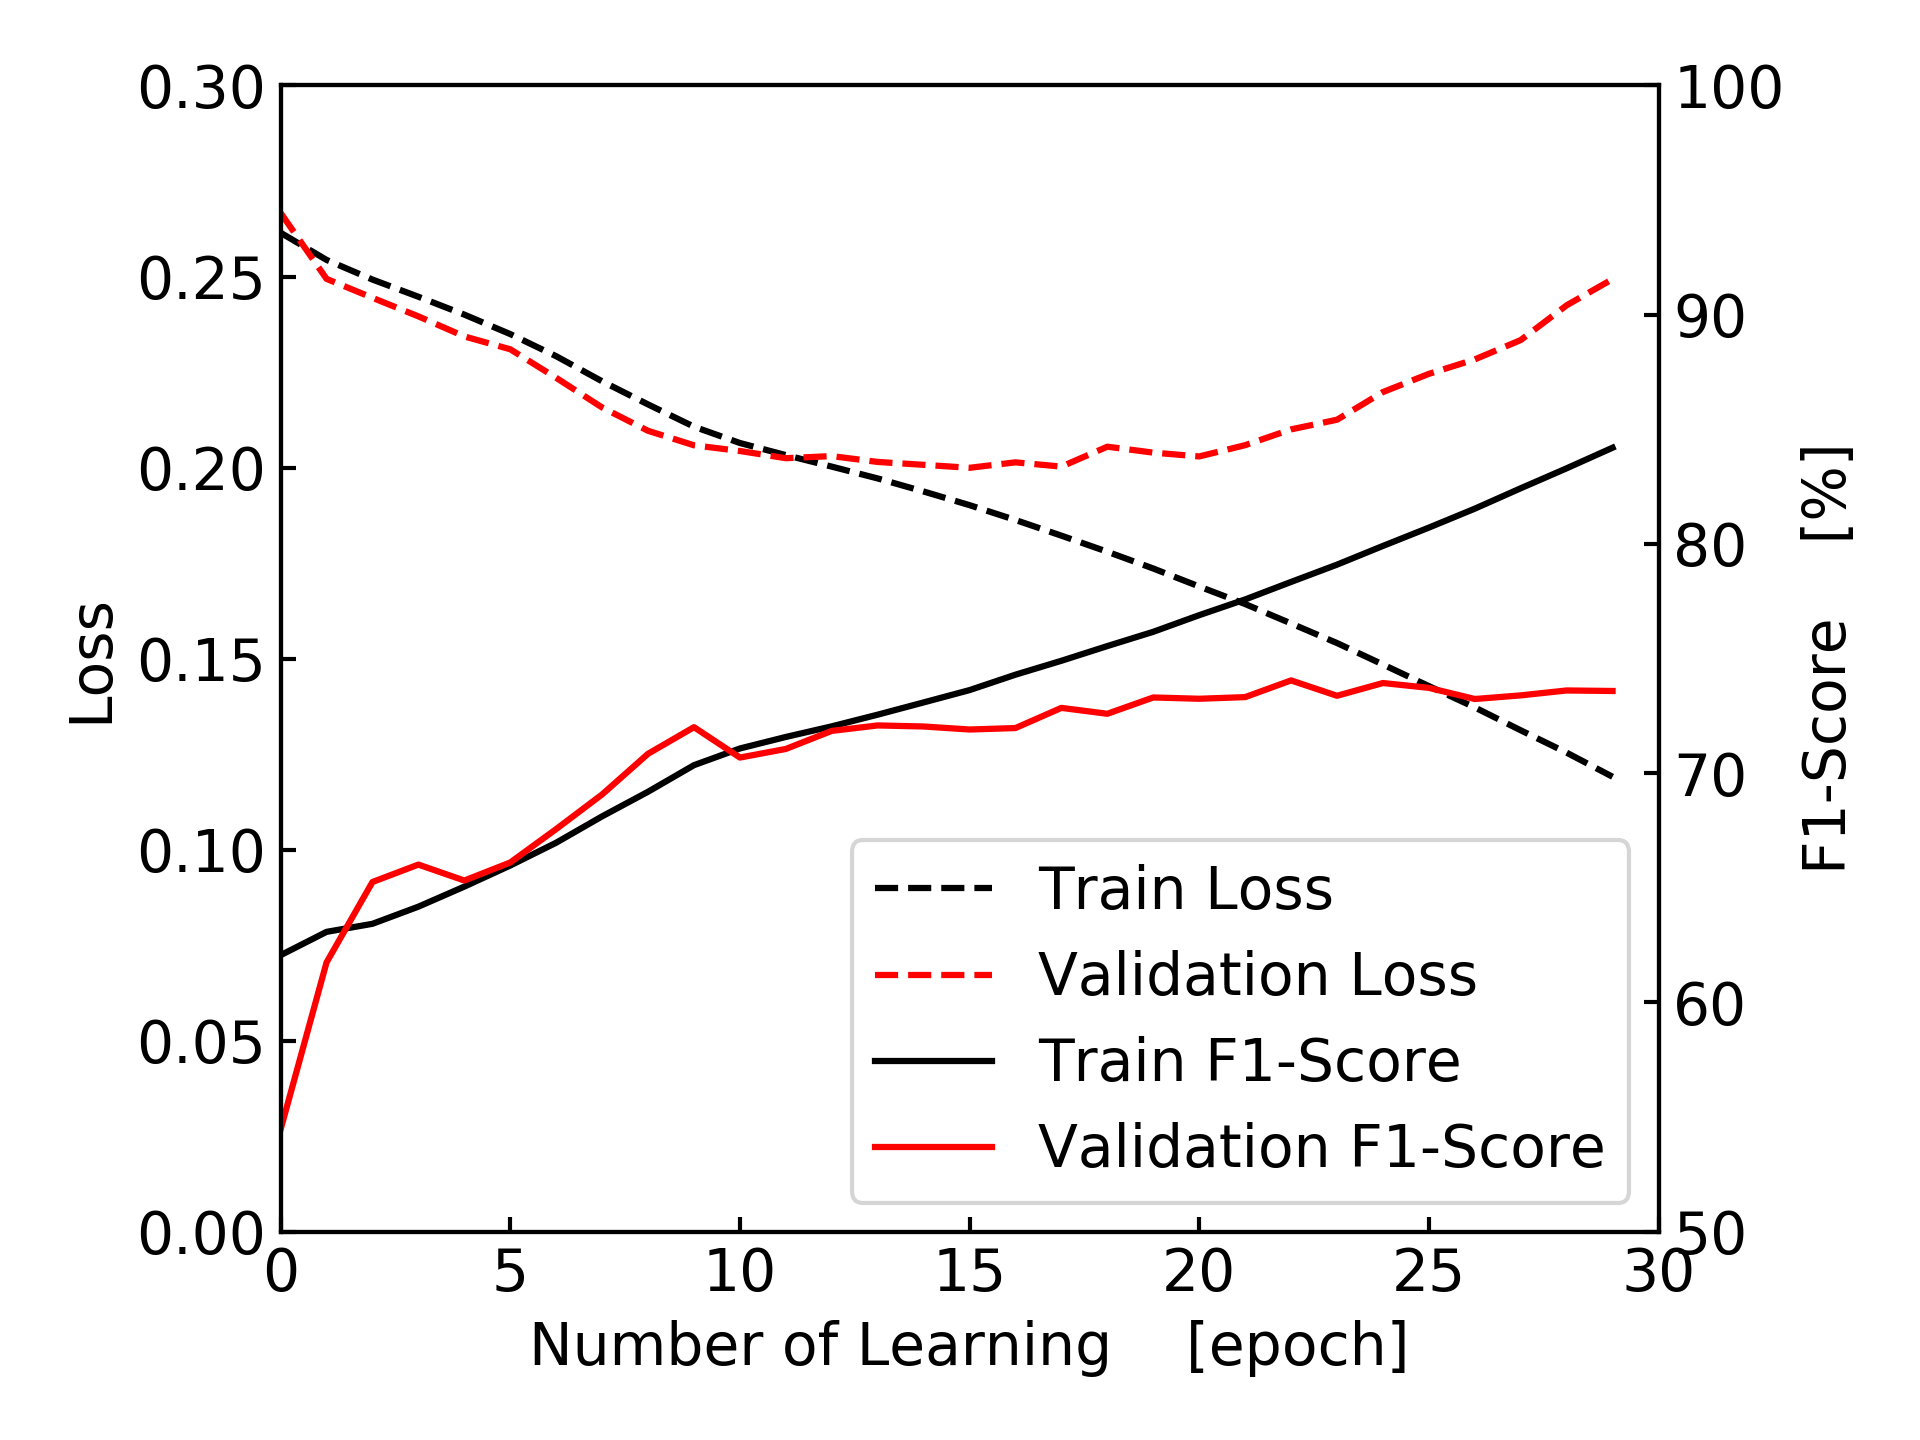 0.30
0.25
0.20
0.15
0.10
0.05
0.00
Loss
100
90
80
70
60
50
F1-Score [%]
Train Loss
Validation Loss
Train F1-Score
Validation F1-Score
0 5 10 15 20 25 30
Number of Learning [epoch]